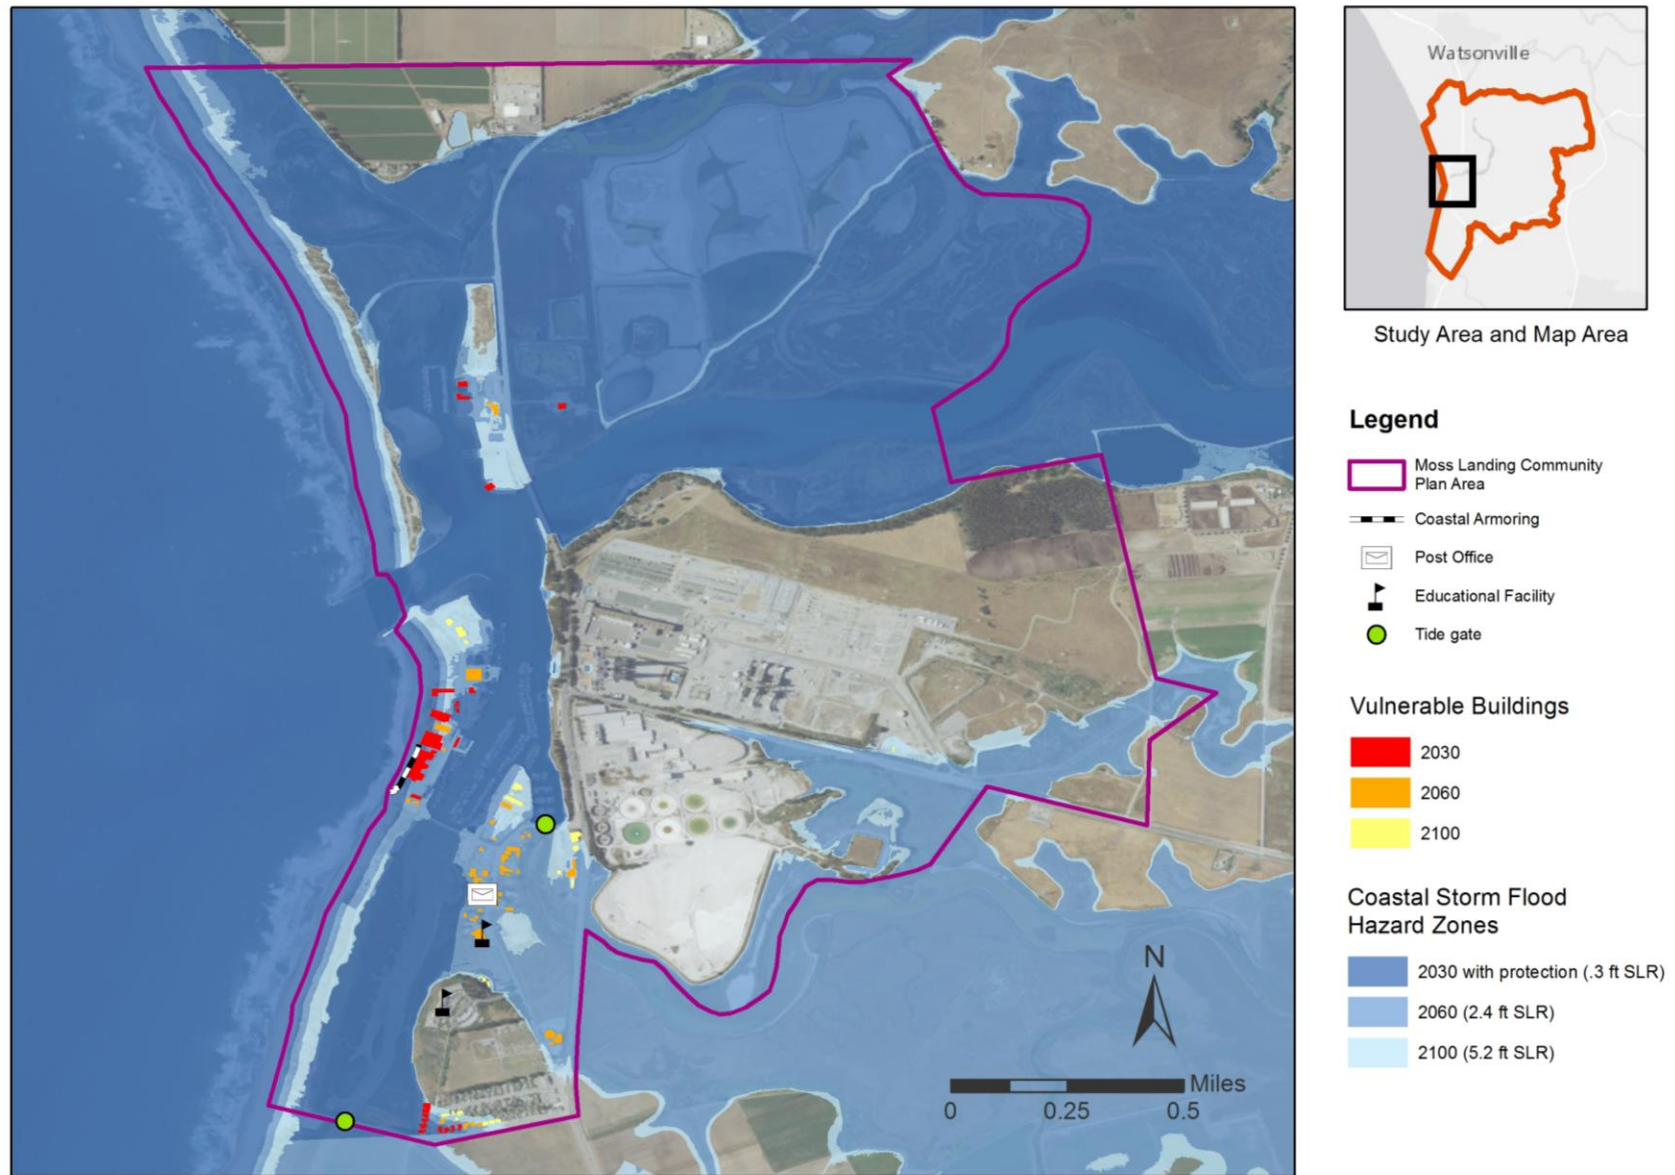 Watsonville
Study Area and Map Area
Legend
Moss Landing Community
Plan Area
Coastal Armoring
Post Office
Educational Facility
Tide gate
Vulnerable Buildings
2030
2060
2100
Coastal Storm Flood
Hazard Zones
2030 with protection (.3 ft SLR)
2060 (2.4 ft SLR)
2100 (5.2 ft SLR)
N
Miles
0 0.25 0.5